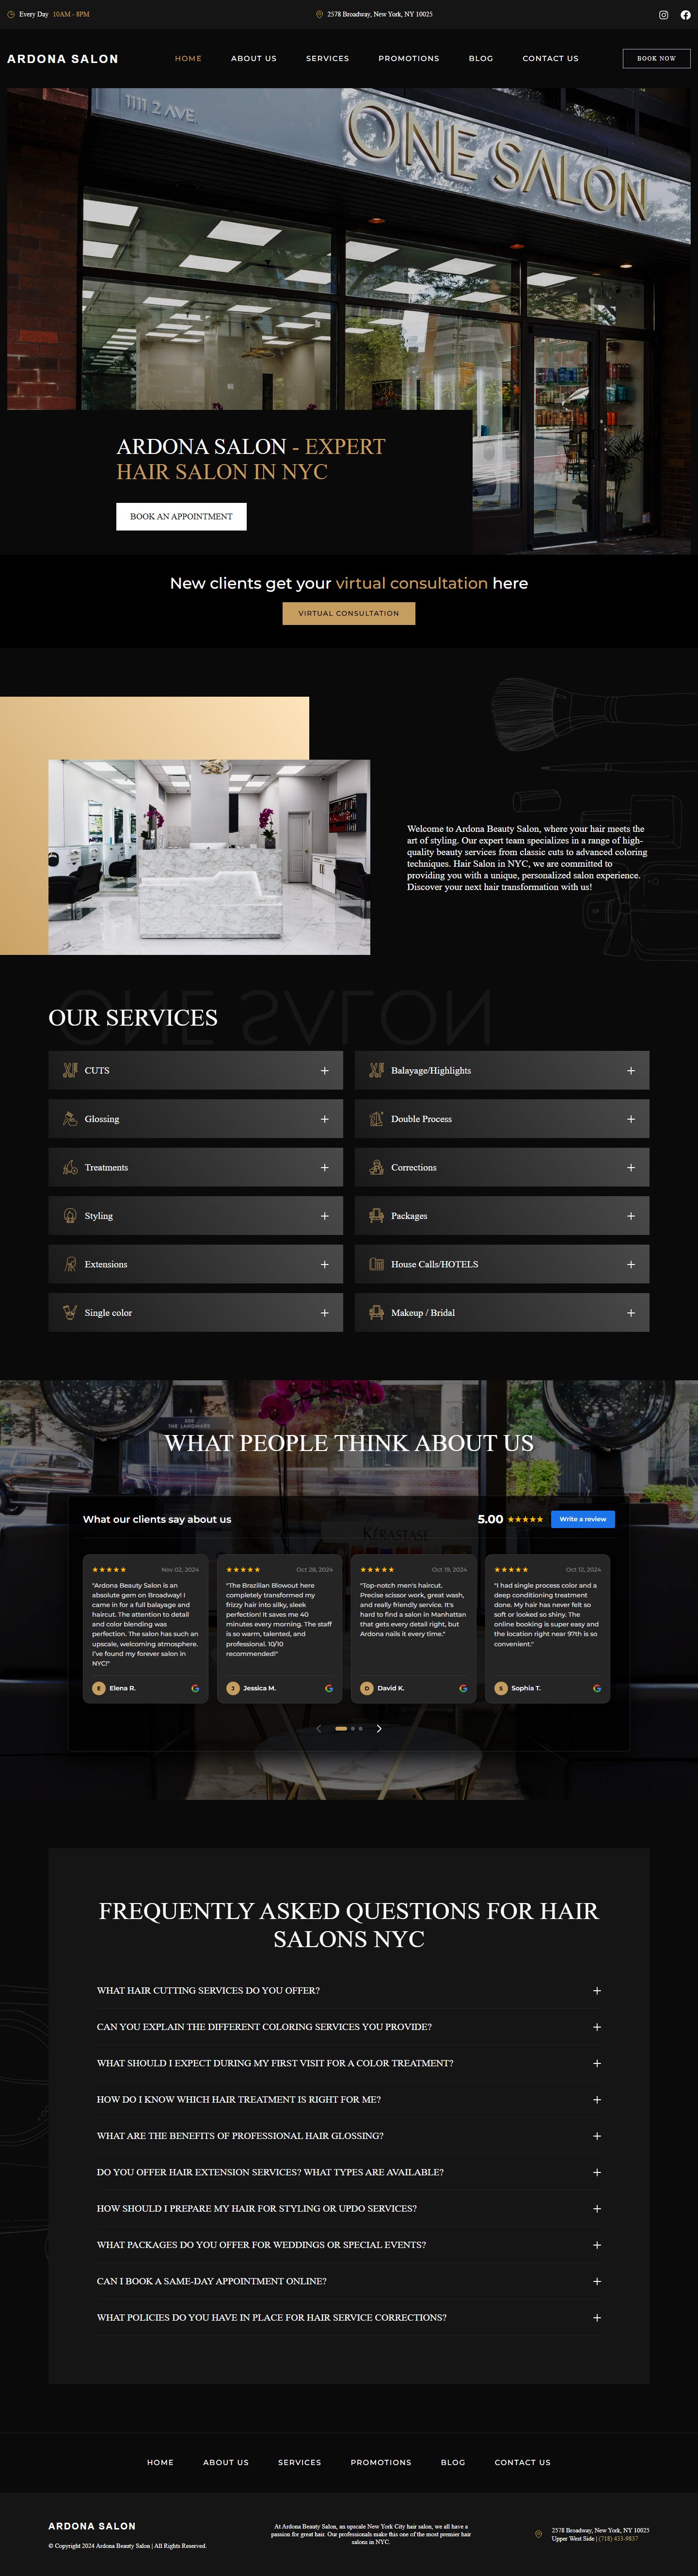 Every Day 10AM - 8PM
2578 Broadway, New York, NY 10025
ARDONA SALON
HOME
ABOUT US
SERVICES
PROMOTIONS
BLOG
CONTACT US
BOOK NOW
1111 2 AVE.
ONE SALON
ARDONA SALON - EXPERT
HAIR SALON IN NYC
BOOK AN APPOINTMENT
New clients get your virtual consultation here
VIRTUAL CONSULTATION
Welcome to Ardona Beauty Salon, where your hair meets the
art of styling. Our expert team specializes in a range of high-
quality beauty services from classic cuts to advanced coloring
techniques. Hair Salon in NYC, we are committed to
providing you with a unique, personalized salon experience.
Discover your next hair transformation with us!
ONE SALON
OUR SERVICES
CUTS
Balayage/Highlights
Glossing
Double Process
Treatments
Corrections
Styling
Packages
Extensions
House Calls/HOTELS
Single color
Makeup / Bridal
THE LANDMARK
WHAT PEOPLE THINK ABOUT US
What our clients say about us
5.00
Write a review
KÉRASTASE
Nov 02, 2024
"Ardona Beauty Salon is an
absolute gem on Broadway! I
came in for a full balayage and
haircut. The attention to detail
and color blending was
perfection. The salon has such an
upscale, welcoming atmosphere.
I've found my forever salon in
NYC!"
E
Elena R.
Oct 28, 2024
"The Brazilian Blowout here
completely transformed my
frizzy hair into silky, sleek
perfection! It saves me 40
minutes every morning. The staff
is so warm, talented, and
professional. 10/10
recommended!"
J
Jessica M.
Oct 19, 2024
"Top-notch men's haircut.
Precise scissor work, great wash,
and really friendly service. It's
hard to find a salon in Manhattan
that gets every detail right, but
Ardona nails it every time."
D
David K.
Oct 12, 2024
"I had single process color and a
deep conditioning treatment
done. My hair has never felt so
soft or looked so shiny. The
online booking is super easy and
the location right near 97th is so
convenient."
S
Sophia T.
FREQUENTLY ASKED QUESTIONS FOR HAIR
SALONS NYC
WHAT HAIR CUTTING SERVICES DO YOU OFFER?
CAN YOU EXPLAIN THE DIFFERENT COLORING SERVICES YOU PROVIDE?
WHAT SHOULD I EXPECT DURING MY FIRST VISIT FOR A COLOR TREATMENT?
HOW DO I KNOW WHICH HAIR TREATMENT IS RIGHT FOR ME?
WHAT ARE THE BENEFITS OF PROFESSIONAL HAIR GLOSSING?
DO YOU OFFER HAIR EXTENSION SERVICES? WHAT TYPES ARE AVAILABLE?
HOW SHOULD I PREPARE MY HAIR FOR STYLING OR UPDO SERVICES?
WHAT PACKAGES DO YOU OFFER FOR WEDDINGS OR SPECIAL EVENTS?
CAN I BOOK A SAME-DAY APPOINTMENT ONLINE?
WHAT POLICIES DO YOU HAVE IN PLACE FOR HAIR SERVICE CORRECTIONS?
HOME
ABOUT US
SERVICES
PROMOTIONS
BLOG
CONTACT US
ARDONA SALON
© Copyright 2024 Ardona Beauty Salon | All Rights Reserved.
At Ardona Beauty Salon, an upscale New York City hair salon, we all have a
passion for great hair. Our professionals make this one of the most premier hair
salons in NYC.
2578 Broadway, New York, NY 10025
Upper West Side | (718) 433-9837